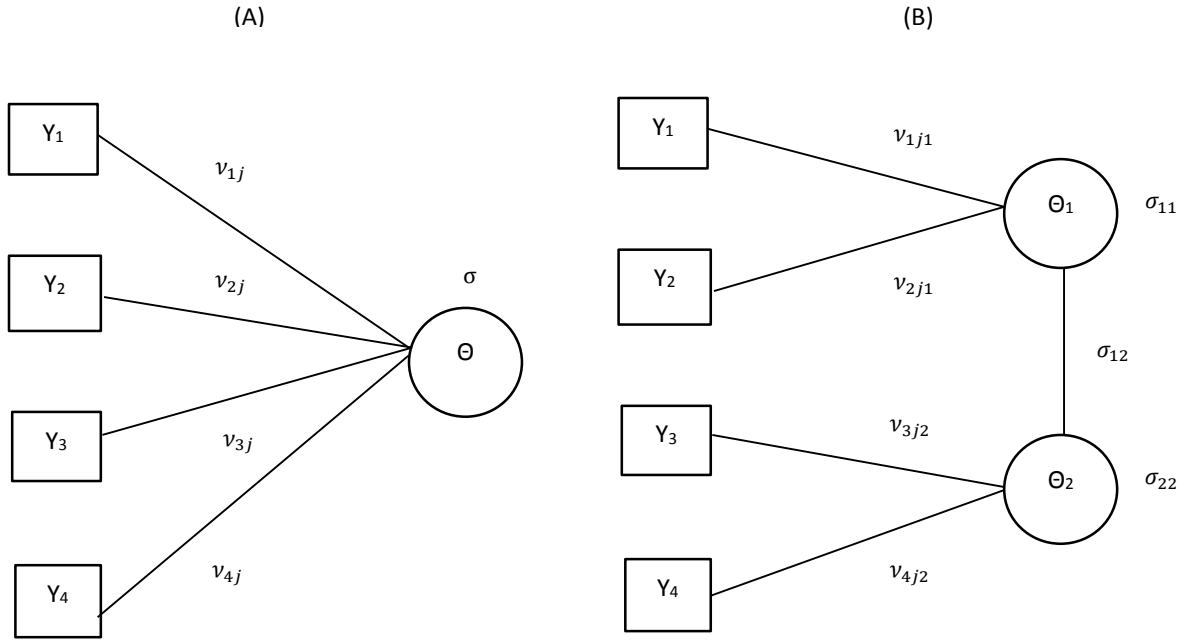 (A)
Y₁
ν₁ⱼ
Y₂
ν₂ⱼ
σ
Θ
Y₃
ν₃ⱼ
Y₄
ν₄ⱼ
(B)
Y₁
ν₁ⱼ₁
Θ₁
σ₁₁
Y₂
ν₂ⱼ₁
σ₁₂
Y₃
ν₃ⱼ₂
Θ₂
σ₂₂
Y₄
ν₄ⱼ₂